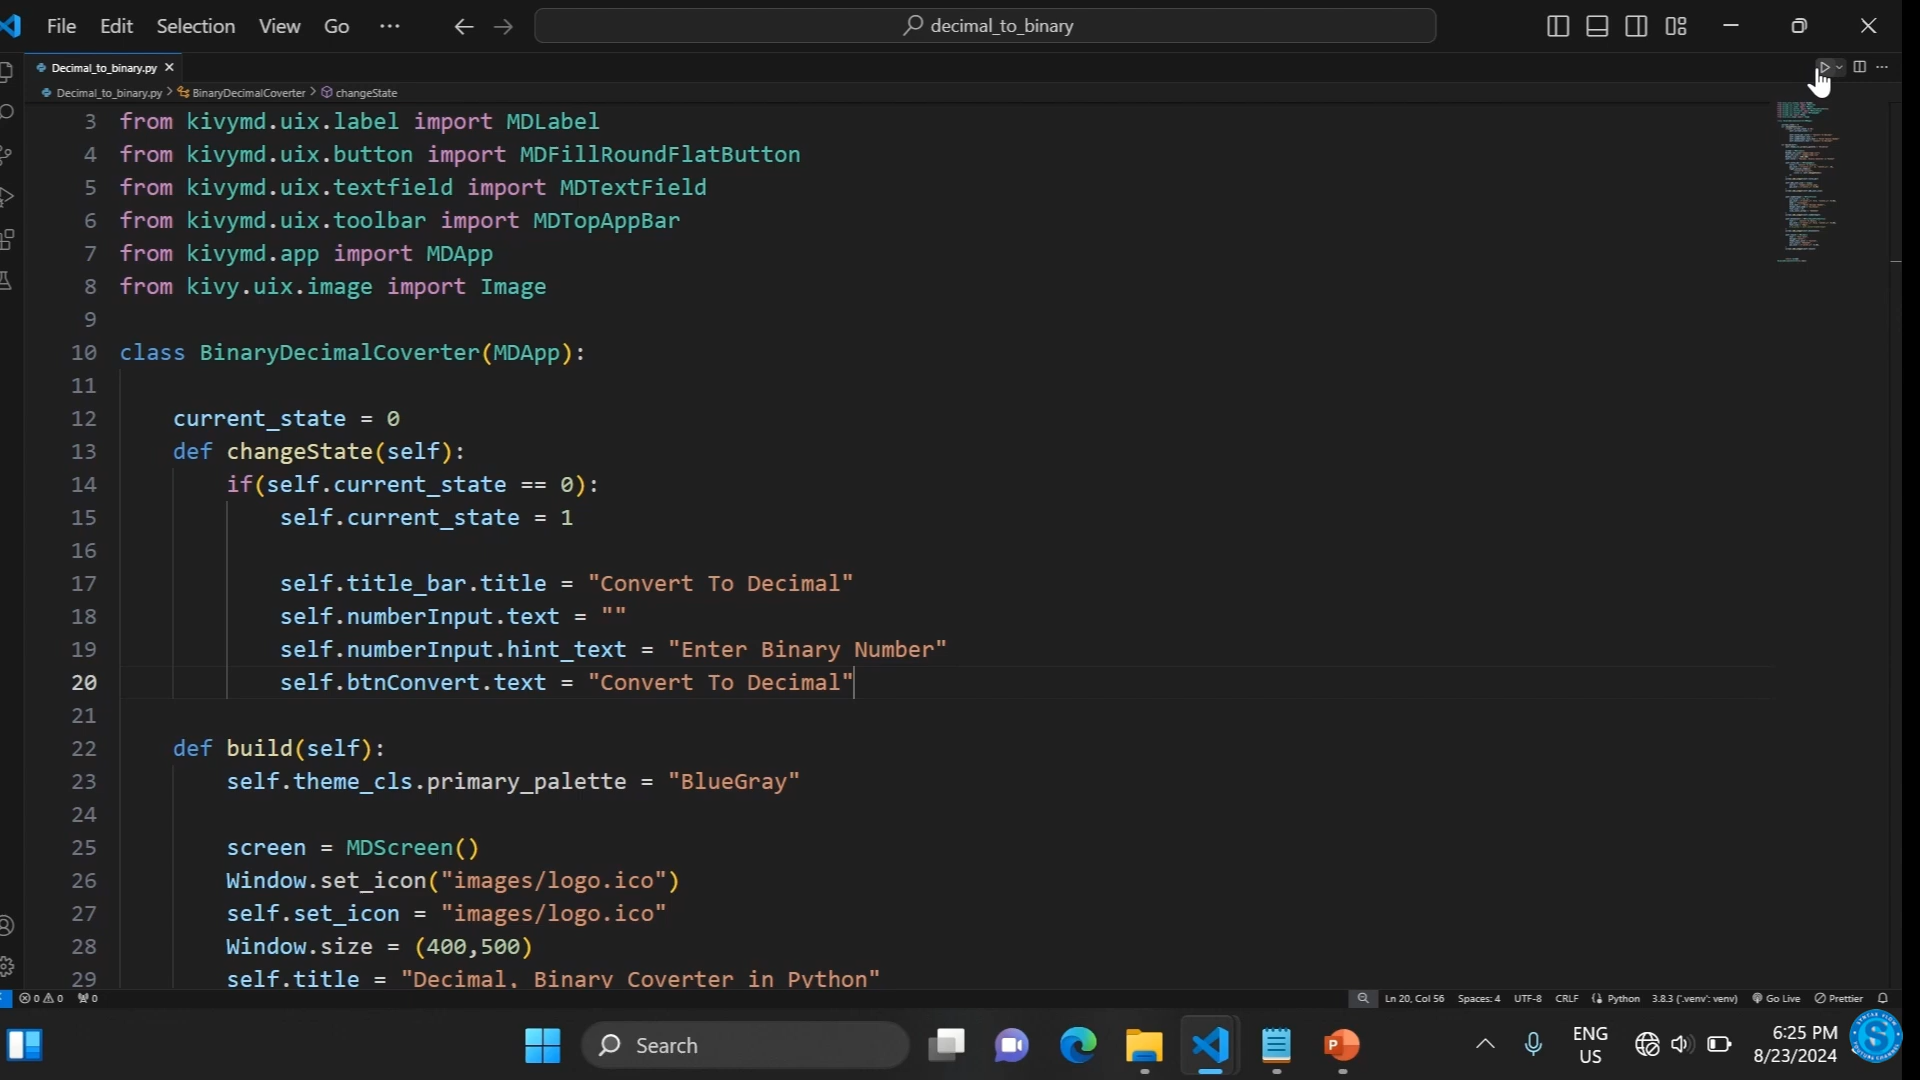 File Edit Selection View Go ··· decimal_to_binary
Decimal_to_binary.py
Decimal_to_binary.py > BinaryDecimalCoverter > changeState
3 from kivymd.uix.label import MDLabel
4 from kivymd.uix.button import MDFillRoundFlatButton
5 from kivymd.uix.textfield import MDTextField
6 from kivymd.uix.toolbar import MDTopAppBar
7 from kivymd.app import MDApp
8 from kivy.uix.image import Image
9
10 class BinaryDecimalCoverter(MDApp):
11
12 current_state = 0
13 def changeState(self):
14 if(self.current_state == 0):
15 self.current_state = 1
16
17 self.title_bar.title = "Convert To Decimal"
18 self.numberInput.text = ""
19 self.numberInput.hint_text = "Enter Binary Number"
20 self.btnConvert.text = "Convert To Decimal"
21
22 def build(self):
23 self.theme_cls.primary_palette = "BlueGray"
24
25 screen = MDScreen()
26 Window.set_icon("images/logo.ico")
27 self.set_icon = "images/logo.ico"
28 Window.size = (400,500)
29 self.title = "Decimal, Binary Coverter in Python"
0 0 0 Ln 20, Col 56 Spaces: 4 UTF-8 CRLF Python 3.8.3 ('.venv': venv) Go Live Prettier
Search
ENG
US
6:25 PM
8/23/2024